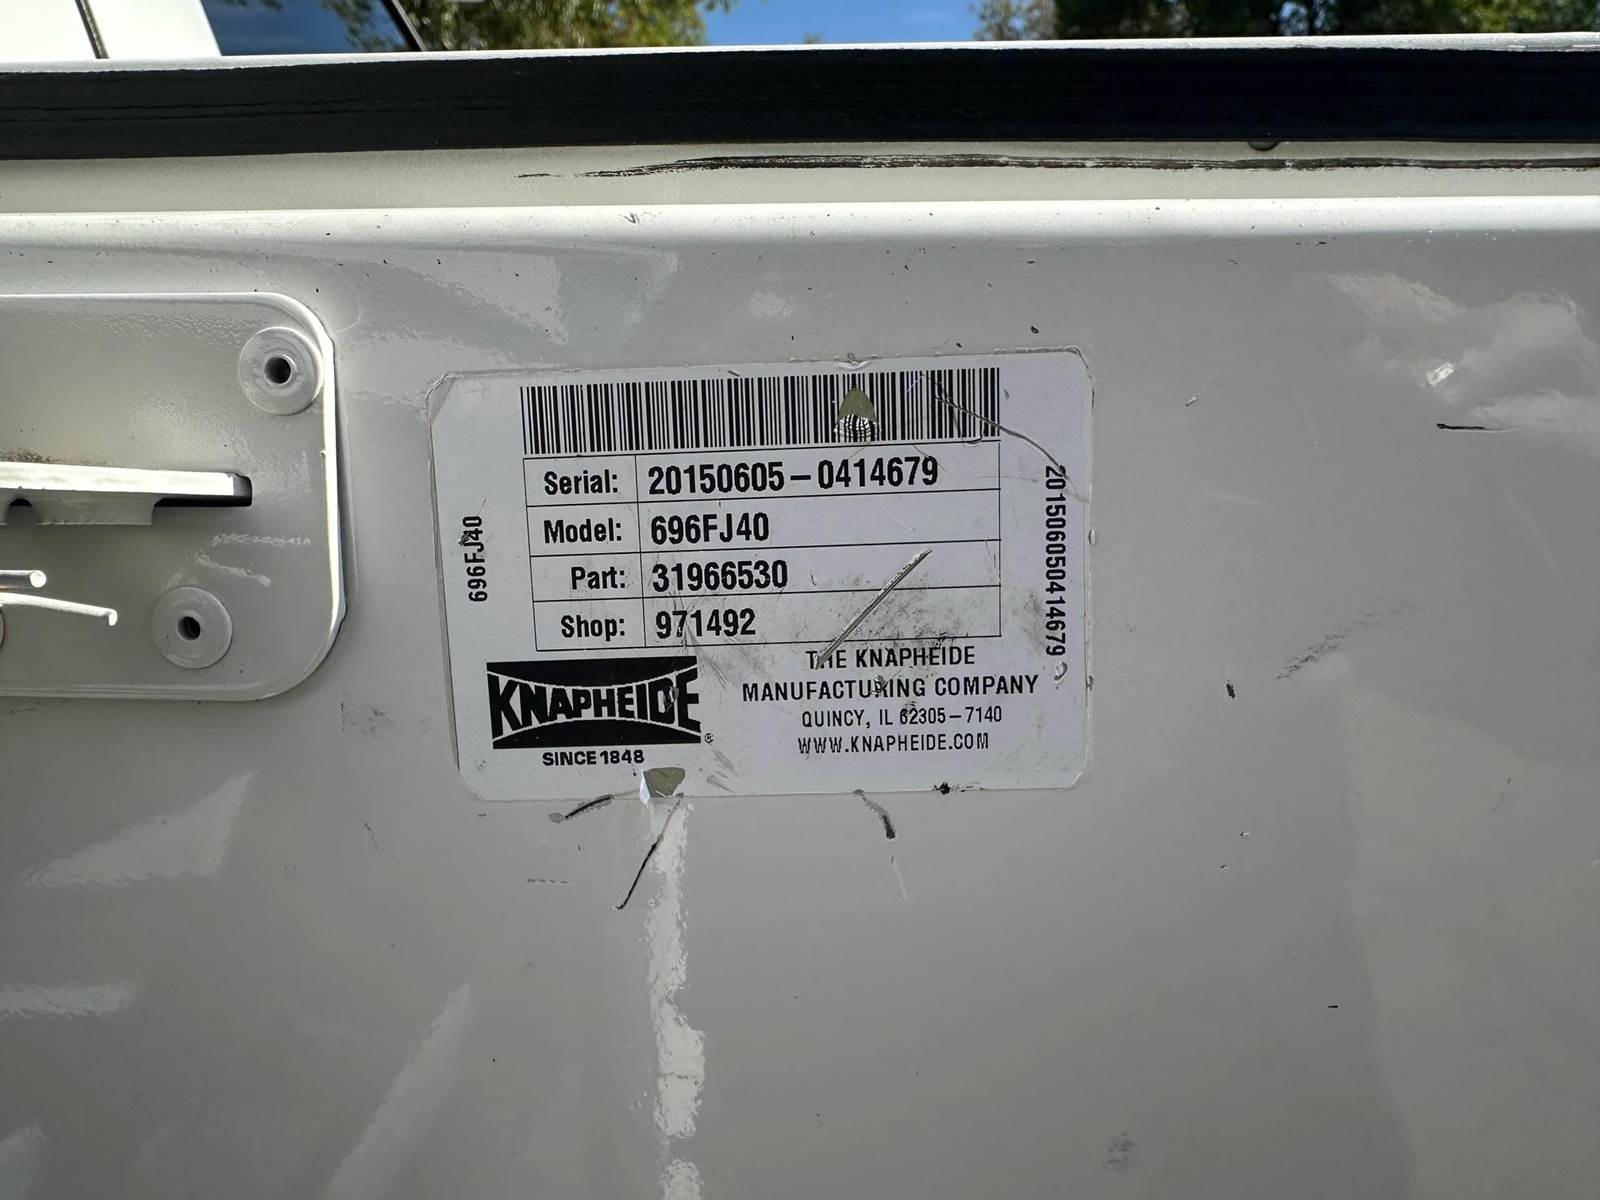 Serial: 20150605-0414679
Model: 696FJ40
Part: 31966530
Shop: 971492
696FJ40
201506050414679
KNAPHEIDE®
SINCE 1848
THE KNAPHEIDE
MANUFACTURING COMPANY
QUINCY, IL 62305-7140
WWW.KNAPHEIDE.COM